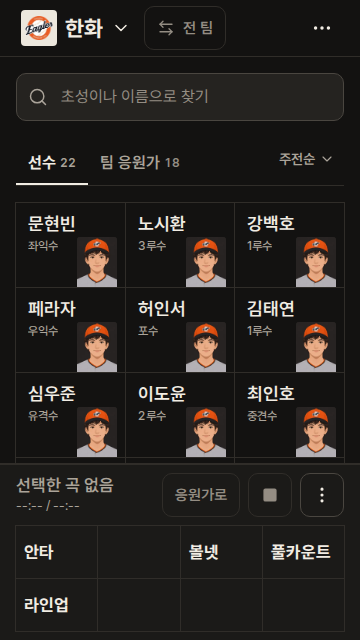 Eagles
한화
전 팀
초성이나 이름으로 찾기
선수 22
팀 응원가 18
주전순
문현빈
좌익수
노시환
3루수
강백호
1루수
페라자
우익수
허인서
포수
김태연
1루수
심우준
유격수
이도윤
2루수
최인호
중견수
선택한 곡 없음
--:-- / --:--
응원가로
안타
볼넷
풀카운트
라인업